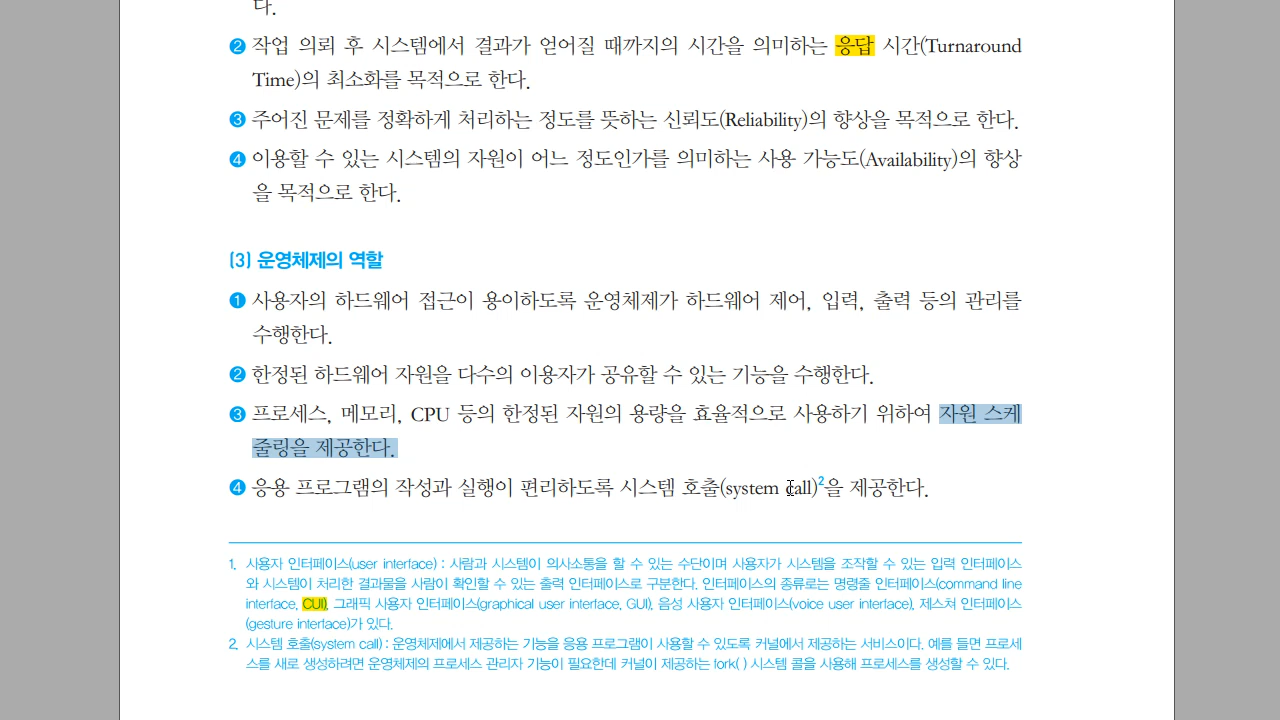 다.
❷ 작업 의뢰 후 시스템에서 결과가 얻어질 때까지의 시간을 의미하는 응답 시간(Turnaround
Time)의 최소화를 목적으로 한다.
❸ 주어진 문제를 정확하게 처리하는 정도를 뜻하는 신뢰도(Reliability)의 향상을 목적으로 한다.
❹ 이용할 수 있는 시스템의 자원이 어느 정도인가를 의미하는 사용 가능도(Availability)의 향상
을 목적으로 한다.
(3) 운영체제의 역할
❶ 사용자의 하드웨어 접근이 용이하도록 운영체제가 하드웨어 제어, 입력, 출력 등의 관리를
수행한다.
❷ 한정된 하드웨어 자원을 다수의 이용자가 공유할 수 있는 기능을 수행한다.
❸ 프로세스, 메모리, CPU 등의 한정된 자원의 용량을 효율적으로 사용하기 위하여 자원 스케
줄링을 제공한다.
❹ 응용 프로그램의 작성과 실행이 편리하도록 시스템 호출(system call)2을 제공한다.
1. 사용자 인터페이스(user interface) : 사람과 시스템이 의사소통을 할 수 있는 수단이며 사용자가 시스템을 조작할 수 있는 입력 인터페이스
와 시스템이 처리한 결과물을 사람이 확인할 수 있는 출력 인터페이스로 구분한다. 인터페이스의 종류로는 명령줄 인터페이스(command line
interface, CUI), 그래픽 사용자 인터페이스(graphical user interface, GUI), 음성 사용자 인터페이스(voice user interface), 제스쳐 인터페이스
(gesture interface)가 있다.
2. 시스템 호출(system call) : 운영체제에서 제공하는 기능을 응용 프로그램이 사용할 수 있도록 커널에서 제공하는 서비스이다. 예를 들면 프로세
스를 새로 생성하려면 운영체제의 프로세스 관리자 기능이 필요한데 커널이 제공하는 fork( ) 시스템 콜을 사용해 프로세스를 생성할 수 있다.